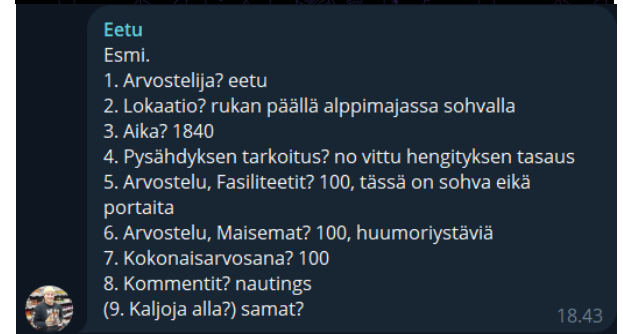 Eetu
Esmi.
1. Arvostelija? eetu
2. Lokaatio? rukan päällä alppimajassa sohvalla
3. Aika? 1840
4. Pysähdyksen tarkoitus? no vittu hengityksen tasaus
5. Arvostelu, Fasiliteetit? 100, tässä on sohva eikä
portaita
6. Arvostelu, Maisemat? 100, huumoriystäviä
7. Kokonaisarvosana? 100
8. Kommentit? nautings
(9. Kaljoja alla?) samat?
18.43